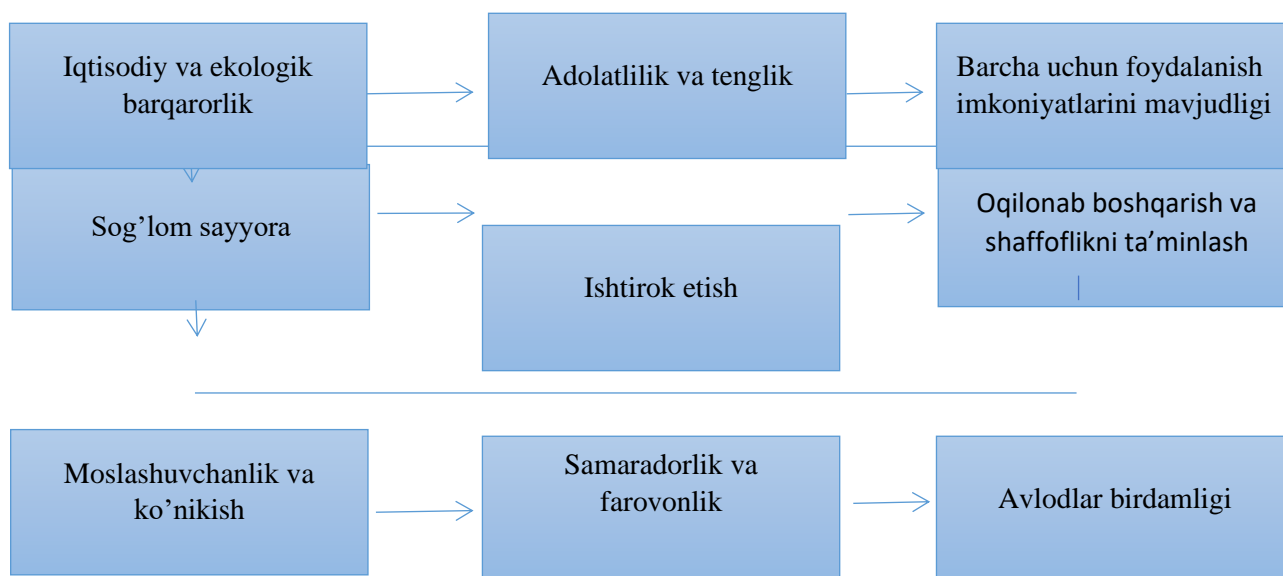 Iqtisodiy va ekologik
barqarorlik
Adolatlilik va tenglik
Barcha uchun foydalanish
imkoniyatlarini mavjudligi
Sog’lom sayyora
Ishtirok etish
Oqilonab boshqarish va
shaffoflikni ta’minlash
Moslashuvchanlik va
ko’nikish
Samaradorlik va
farovonlik
Avlodlar birdamligi